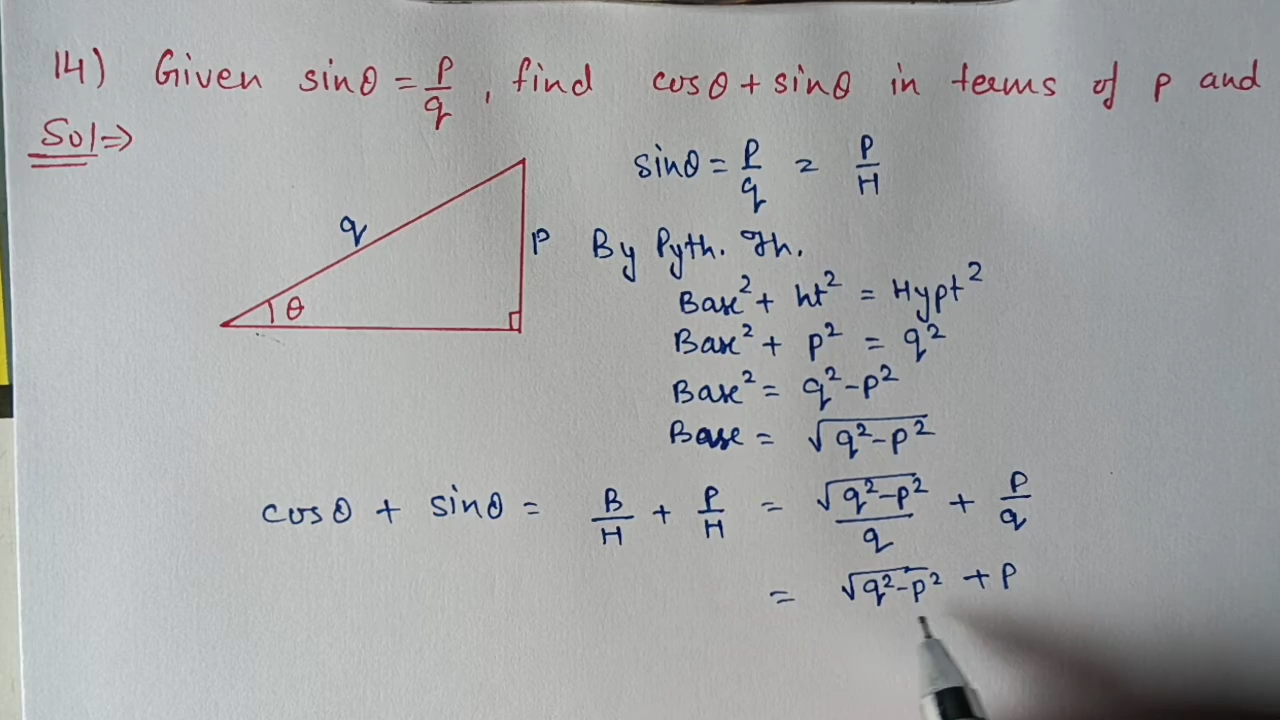 14) Given sinθ = p/q , find cosθ + sinθ in terms of p and
Sol⇒
sinθ = p/q = P/H
q
θ
p
By Pyth. Th.
Base² + ht² = Hypt²
Base² + p² = q²
Base² = q²-p²
Base = √(q²-p²)
cosθ + sinθ = B/H + P/H = √(q²-p²)/q + p/q
= √(q²-p²) + p